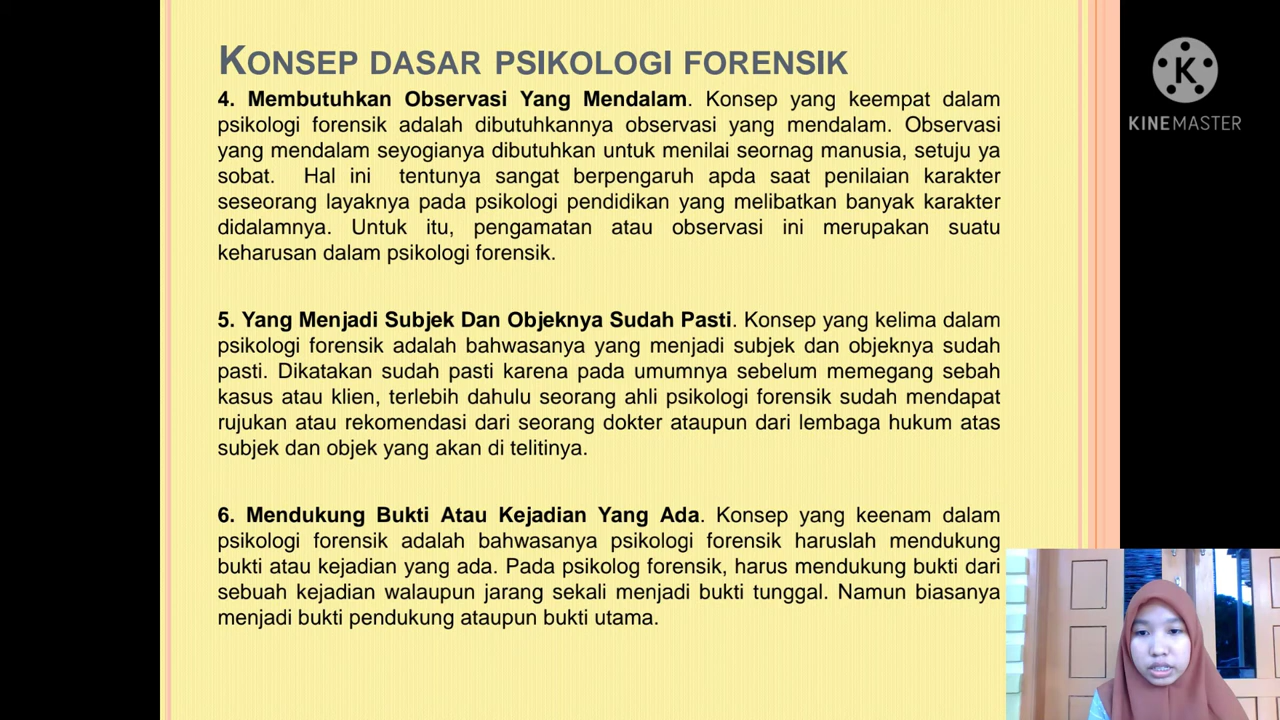 KONSEP DASAR PSIKOLOGI FORENSIK
4. Membutuhkan Observasi Yang Mendalam. Konsep yang keempat dalam
psikologi forensik adalah dibutuhkannya observasi yang mendalam. Observasi
yang mendalam seyogianya dibutuhkan untuk menilai seornag manusia, setuju ya
sobat. Hal ini tentunya sangat berpengaruh apda saat penilaian karakter
seseorang layaknya pada psikologi pendidikan yang melibatkan banyak karakter
didalamnya. Untuk itu, pengamatan atau observasi ini merupakan suatu
keharusan dalam psikologi forensik.
5. Yang Menjadi Subjek Dan Objeknya Sudah Pasti. Konsep yang kelima dalam
psikologi forensik adalah bahwasanya yang menjadi subjek dan objeknya sudah
pasti. Dikatakan sudah pasti karena pada umumnya sebelum memegang sebah
kasus atau klien, terlebih dahulu seorang ahli psikologi forensik sudah mendapat
rujukan atau rekomendasi dari seorang dokter ataupun dari lembaga hukum atas
subjek dan objek yang akan di telitinya.
6. Mendukung Bukti Atau Kejadian Yang Ada. Konsep yang keenam dalam
psikologi forensik adalah bahwasanya psikologi forensik haruslah mendukung
bukti atau kejadian yang ada. Pada psikolog forensik, harus mendukung bukti dari
sebuah kejadian walaupun jarang sekali menjadi bukti tunggal. Namun biasanya
menjadi bukti pendukung ataupun bukti utama.
K
KINEMASTER